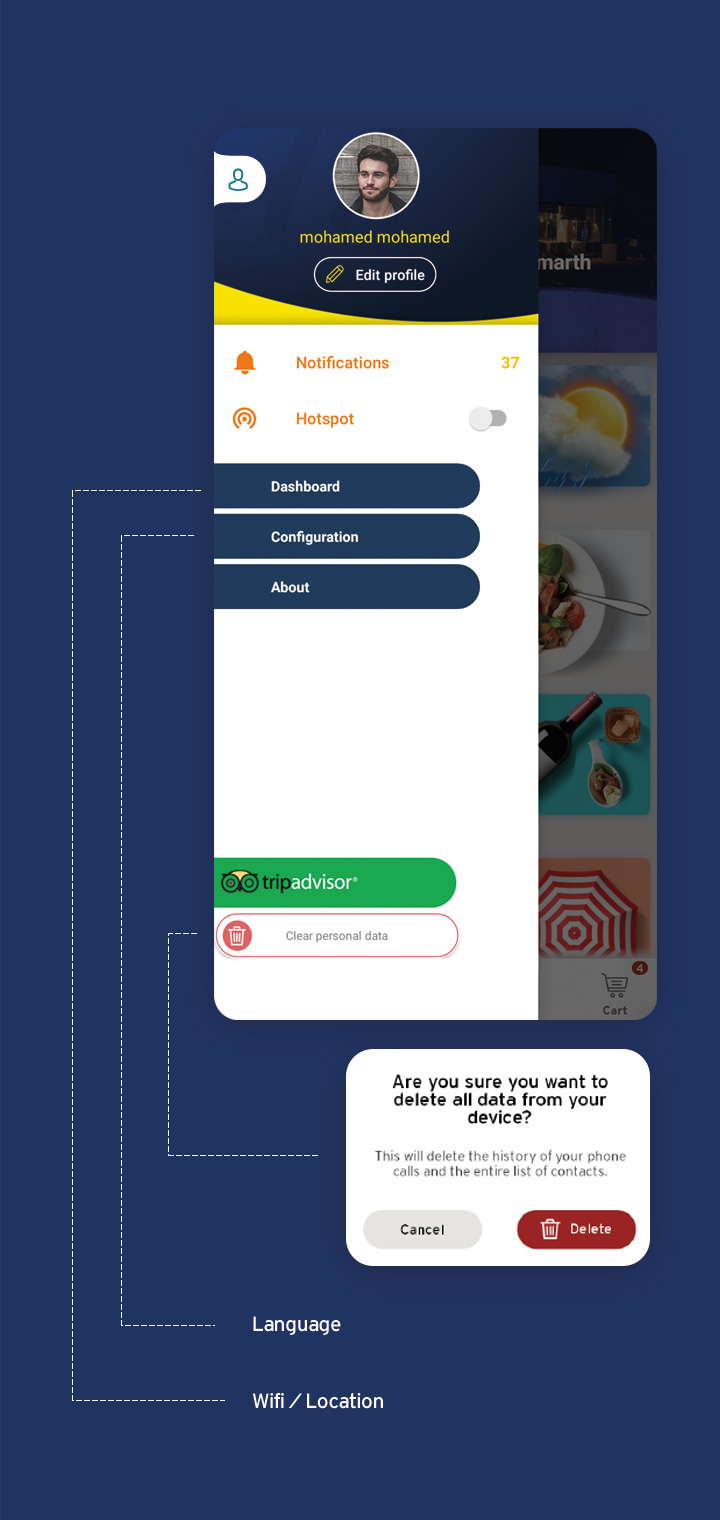 mohamed mohamed
Edit profile
marth
Notifications 37
Hotspot
Dashboard
Configuration
About
tripadvisor®
Clear personal data
4
Cart
Are you sure you want to
delete all data from your
device?
This will delete the history of your phone
calls and the entire list of contacts.
Cancel
Delete
Language
Wifi / Location